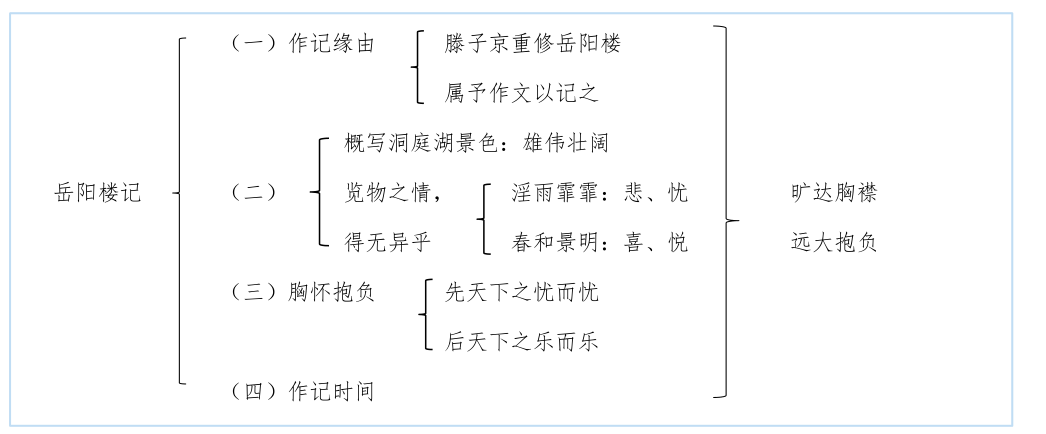 （一）作记缘由 滕子京重修岳阳楼
属予作文以记之
概写洞庭湖景色：雄伟壮阔
岳阳楼记 （二） 览物之情， 淫雨霏霏：悲、忧 旷达胸襟
得无异乎 春和景明：喜、悦 远大抱负
（三）胸怀抱负 先天下之忧而忧
后天下之乐而乐
（四）作记时间